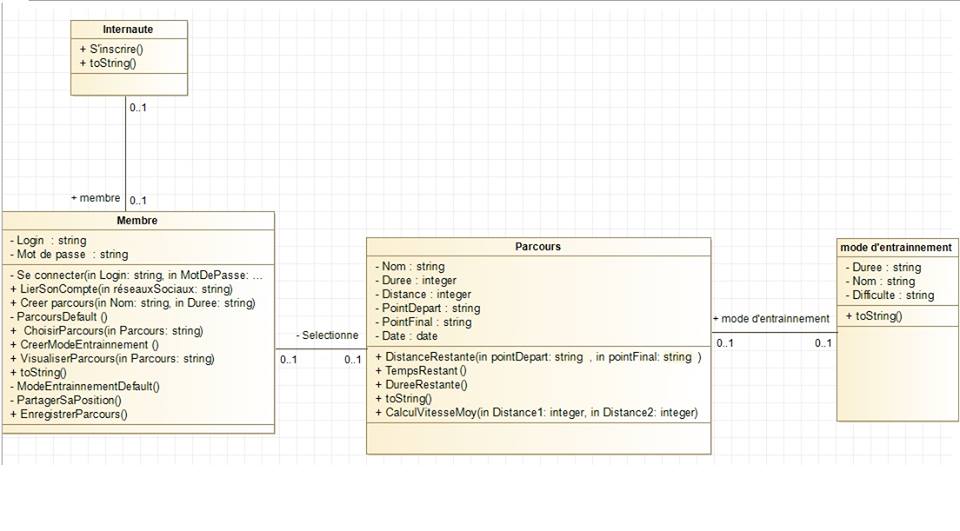 Internaute
+ S'inscrire()
+ toString()
0..1
+ membre
0..1
Membre
- Login : string
- Mot de passe : string
- Se connecter(in Login: string, in MotDePasse: ...
+ LierSonCompte(in réseauxSociaux: string)
+ Creer parcours(in Nom: string, in Duree: string)
- ParcoursDefault ()
+ ChoisirParcours(in Parcours: string)
+ CreerModeEntrainnement ()
+ VisualiserParcours(in Parcours: string)
+ toString()
- ModeEntrainnementDefault()
- PartagerSaPosition()
+ EnregistrerParcours()
- Selectionne
0..1
0..1
Parcours
- Nom : string
- Duree : integer
- Distance : integer
- PointDepart : string
- PointFinal : string
- Date : date
+ DistanceRestante(in pointDepart: string , in pointFinal: string )
+ TempsRestant()
+ DureeRestante()
+ toString()
+ CalculVitesseMoy(in Distance1: integer, in Distance2: integer)
+ mode d'entrainnement
0..1
0..1
mode d'entrainnement
- Duree : string
- Nom : string
- Difficulte : string
+ toString()